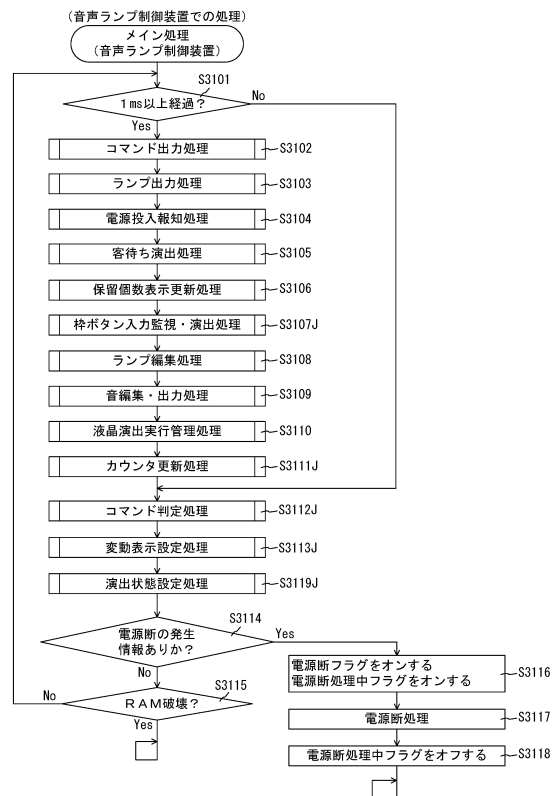 (音声ランプ制御装置での処理)
メイン処理
(音声ランプ制御装置)
S3101
1ms以上経過?
No
Yes
コマンド出力処理
S3102
ランプ出力処理
S3103
電源投入報知処理
S3104
客待ち演出処理
S3105
保留個数表示更新処理
S3106
枠ボタン入力監視・演出処理
S3107J
ランプ編集処理
S3108
音編集・出力処理
S3109
液晶演出実行管理処理
S3110
カウンタ更新処理
S3111J
コマンド判定処理
S3112J
変動表示設定処理
S3113J
演出状態設定処理
S3119J
S3114
電源断の発生
情報ありか?
Yes
No
S3115
RAM破壊?
No
Yes
電源断フラグをオンする
電源断処理中フラグをオンする
S3116
電源断処理
S3117
電源断処理中フラグをオフする
S3118